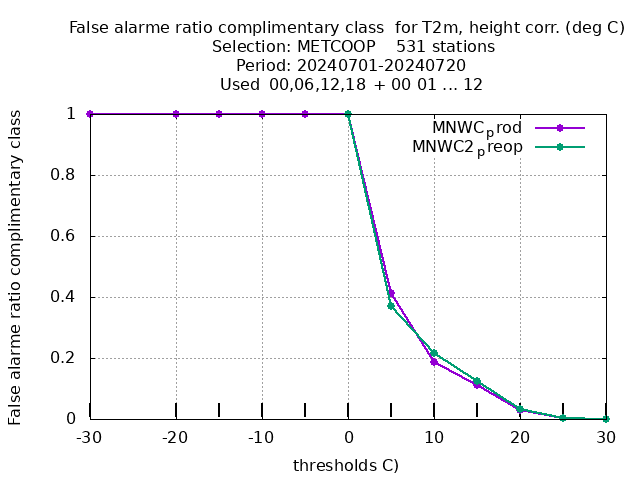 False alarme ratio complimentary class  for T2m, height corr. (deg C)
Selection: METCOOP    531 stations
Period: 20240701-20240720
Used  00,06,12,18  + 00 01 ... 12
False alarme ratio complimentary class
1
0.8
0.6
0.4
0.2
0
MNWCprod
MNWC2preop
-30 -20 -10 0 10 20 30
thresholds C)